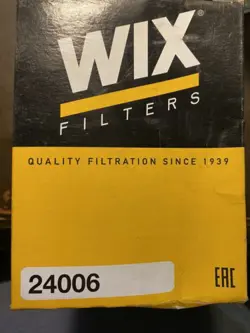 WIX®
FILTERS
QUALITY FILTRATION SINCE 1939
24006
EAC